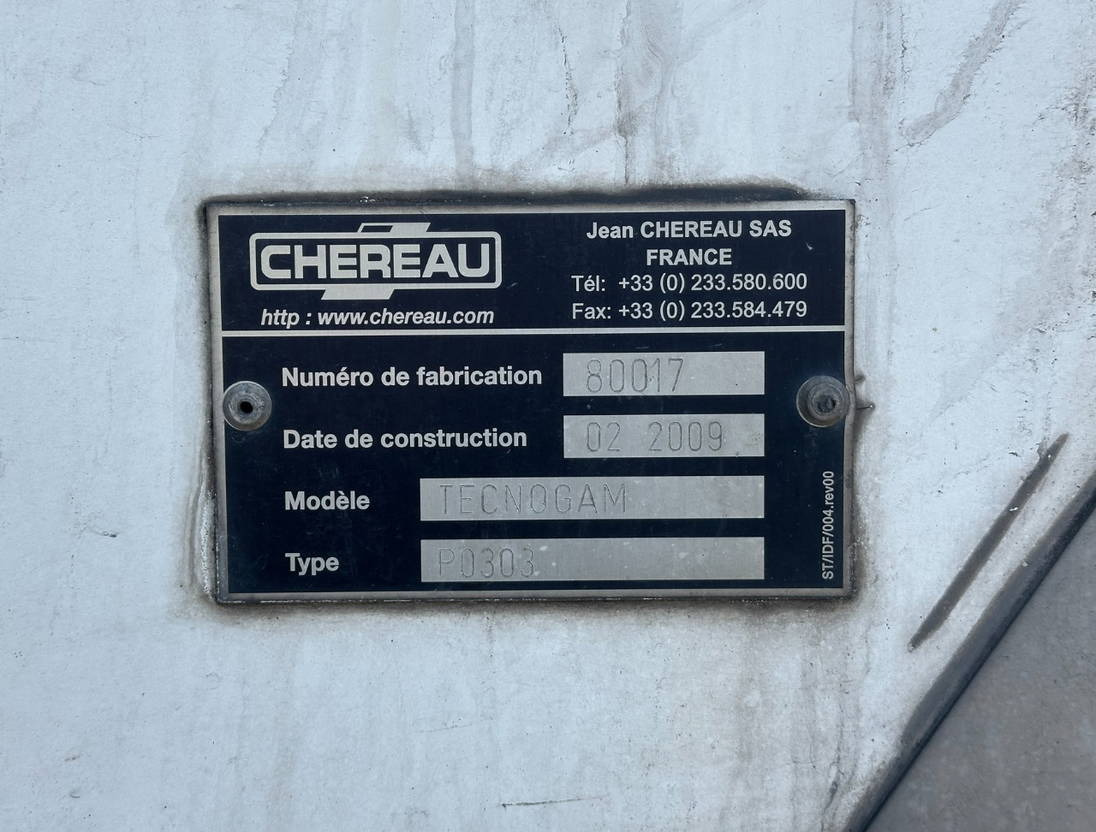 CHEREAU
http : www.chereau.com
Jean CHEREAU SAS
FRANCE
Tél: +33 (0) 233.580.600
Fax: +33 (0) 233.584.479
Numéro de fabrication 80017
Date de construction 02 2009
Modèle TECNOGAM
Type P0303
ST/IDF/004.rev00